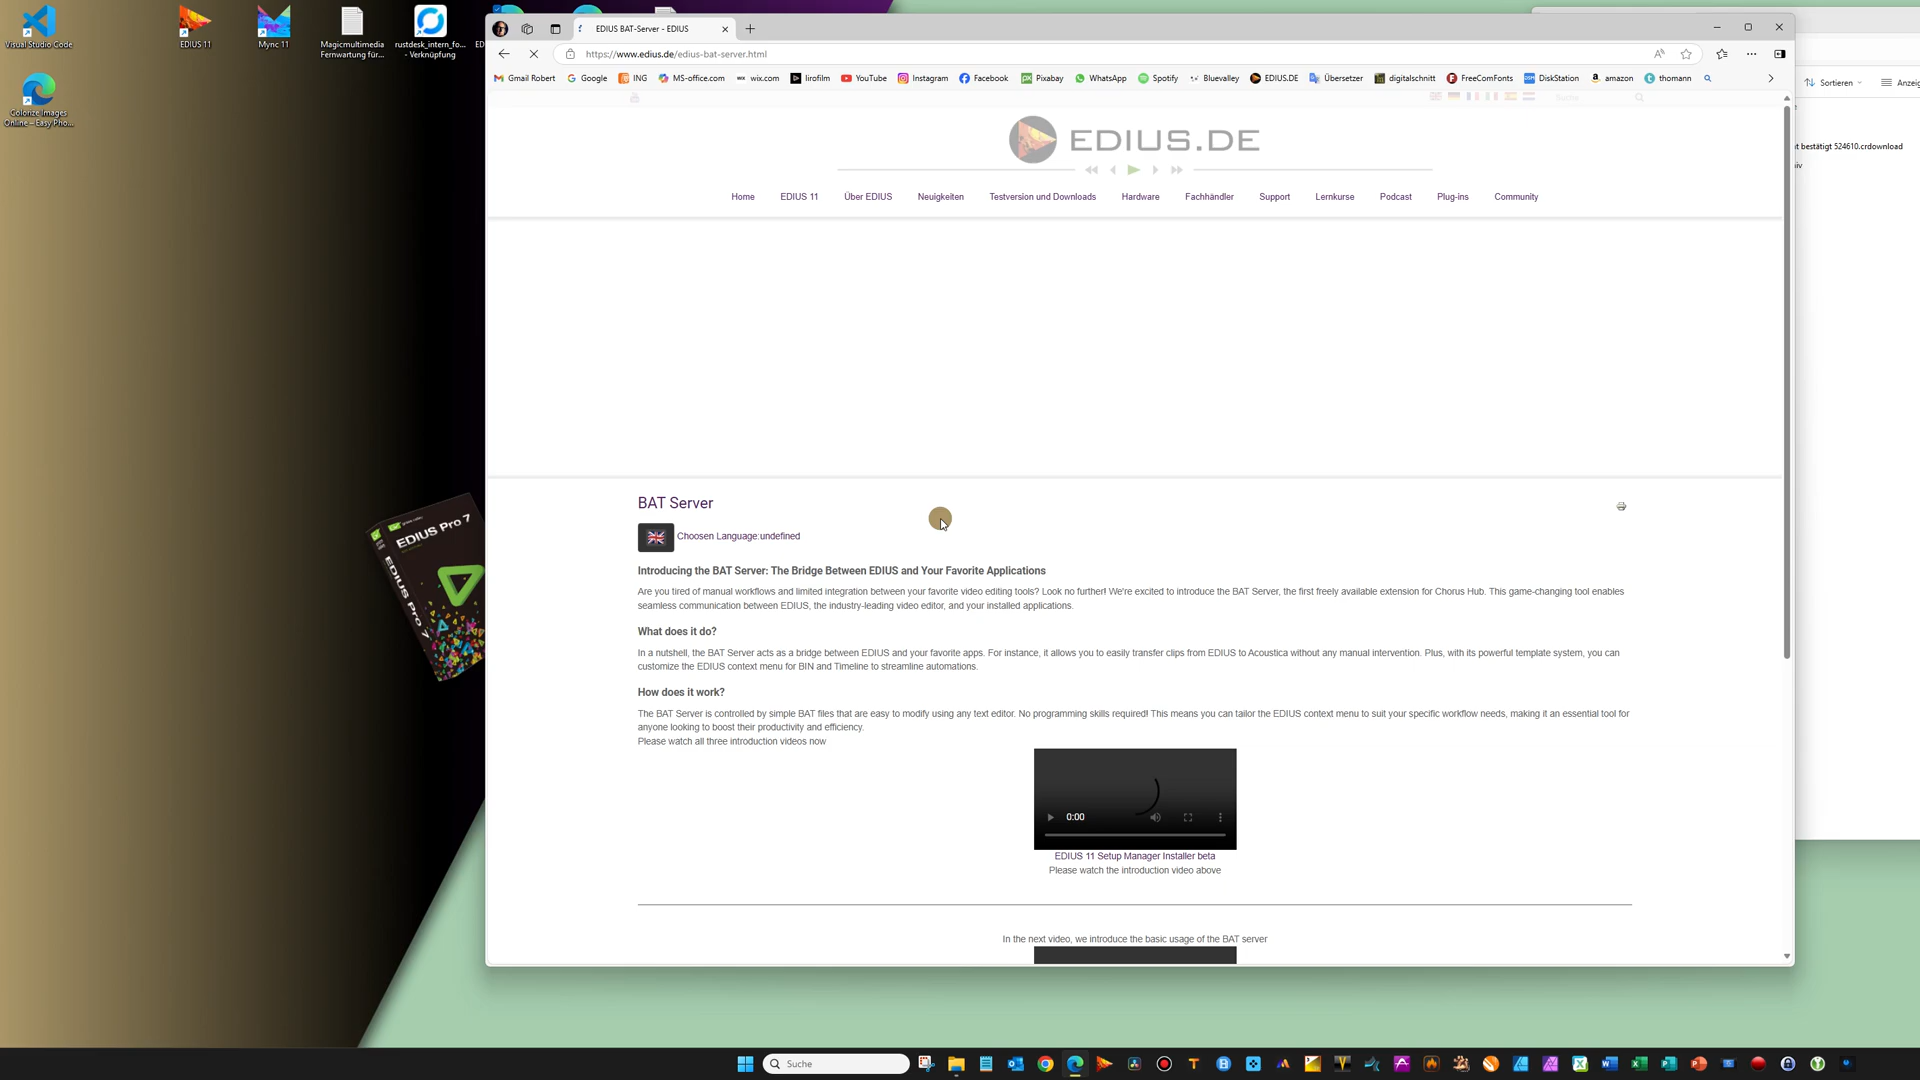 Visual Studio Code
EDIUS 11
Mync 11
Magicmultimedia
Fernwartung für...
rustdesk_intern_fo...
- Verknüpfung
Colorize Images
Online – Easy Pho...
EDIUS Pro 7
EDIUS Pro 7
EDIUS BAT-Server - EDIUS
https://www.edius.de/edius-bat-server.html
Gmail Robert
Google
ING
MS-office.com
wix.com
lirofilm
YouTube
Instagram
Facebook
Pixabay
WhatsApp
Spotify
Bluevalley
EDIUS.DE
Übersetzer
digitalschnitt
FreeComFonts
DiskStation
amazon
thomann
Suche
EDIUS.DE
Home
EDIUS 11
Über EDIUS
Neuigkeiten
Testversion und Downloads
Hardware
Fachhändler
Support
Lernkurse
Podcast
Plug-ins
Community
BAT Server
Choosen Language:undefined
Introducing the BAT Server: The Bridge Between EDIUS and Your Favorite Applications
Are you tired of manual workflows and limited integration between your favorite video editing tools? Look no further! We're excited to introduce the BAT Server, the first freely available extension for Chorus Hub. This game-changing tool enables
seamless communication between EDIUS, the industry-leading video editor, and your installed applications.
What does it do?
In a nutshell, the BAT Server acts as a bridge between EDIUS and your favorite apps. For instance, it allows you to easily transfer clips from EDIUS to Acoustica without any manual intervention. Plus, with its powerful template system, you can
customize the EDIUS context menu for BIN and Timeline to streamline automations.
How does it work?
The BAT Server is controlled by simple BAT files that are easy to modify using any text editor. No programming skills required! This means you can tailor the EDIUS context menu to suit your specific workflow needs, making it an essential tool for
anyone looking to boost their productivity and efficiency.
Please watch all three introduction videos now
0:00
EDIUS 11 Setup Manager Installer beta
Please watch the introduction video above
In the next video, we introduce the basic usage of the BAT server
Sortieren
Anzeig
t bestätigt 524610.crdownload
iv
Suche